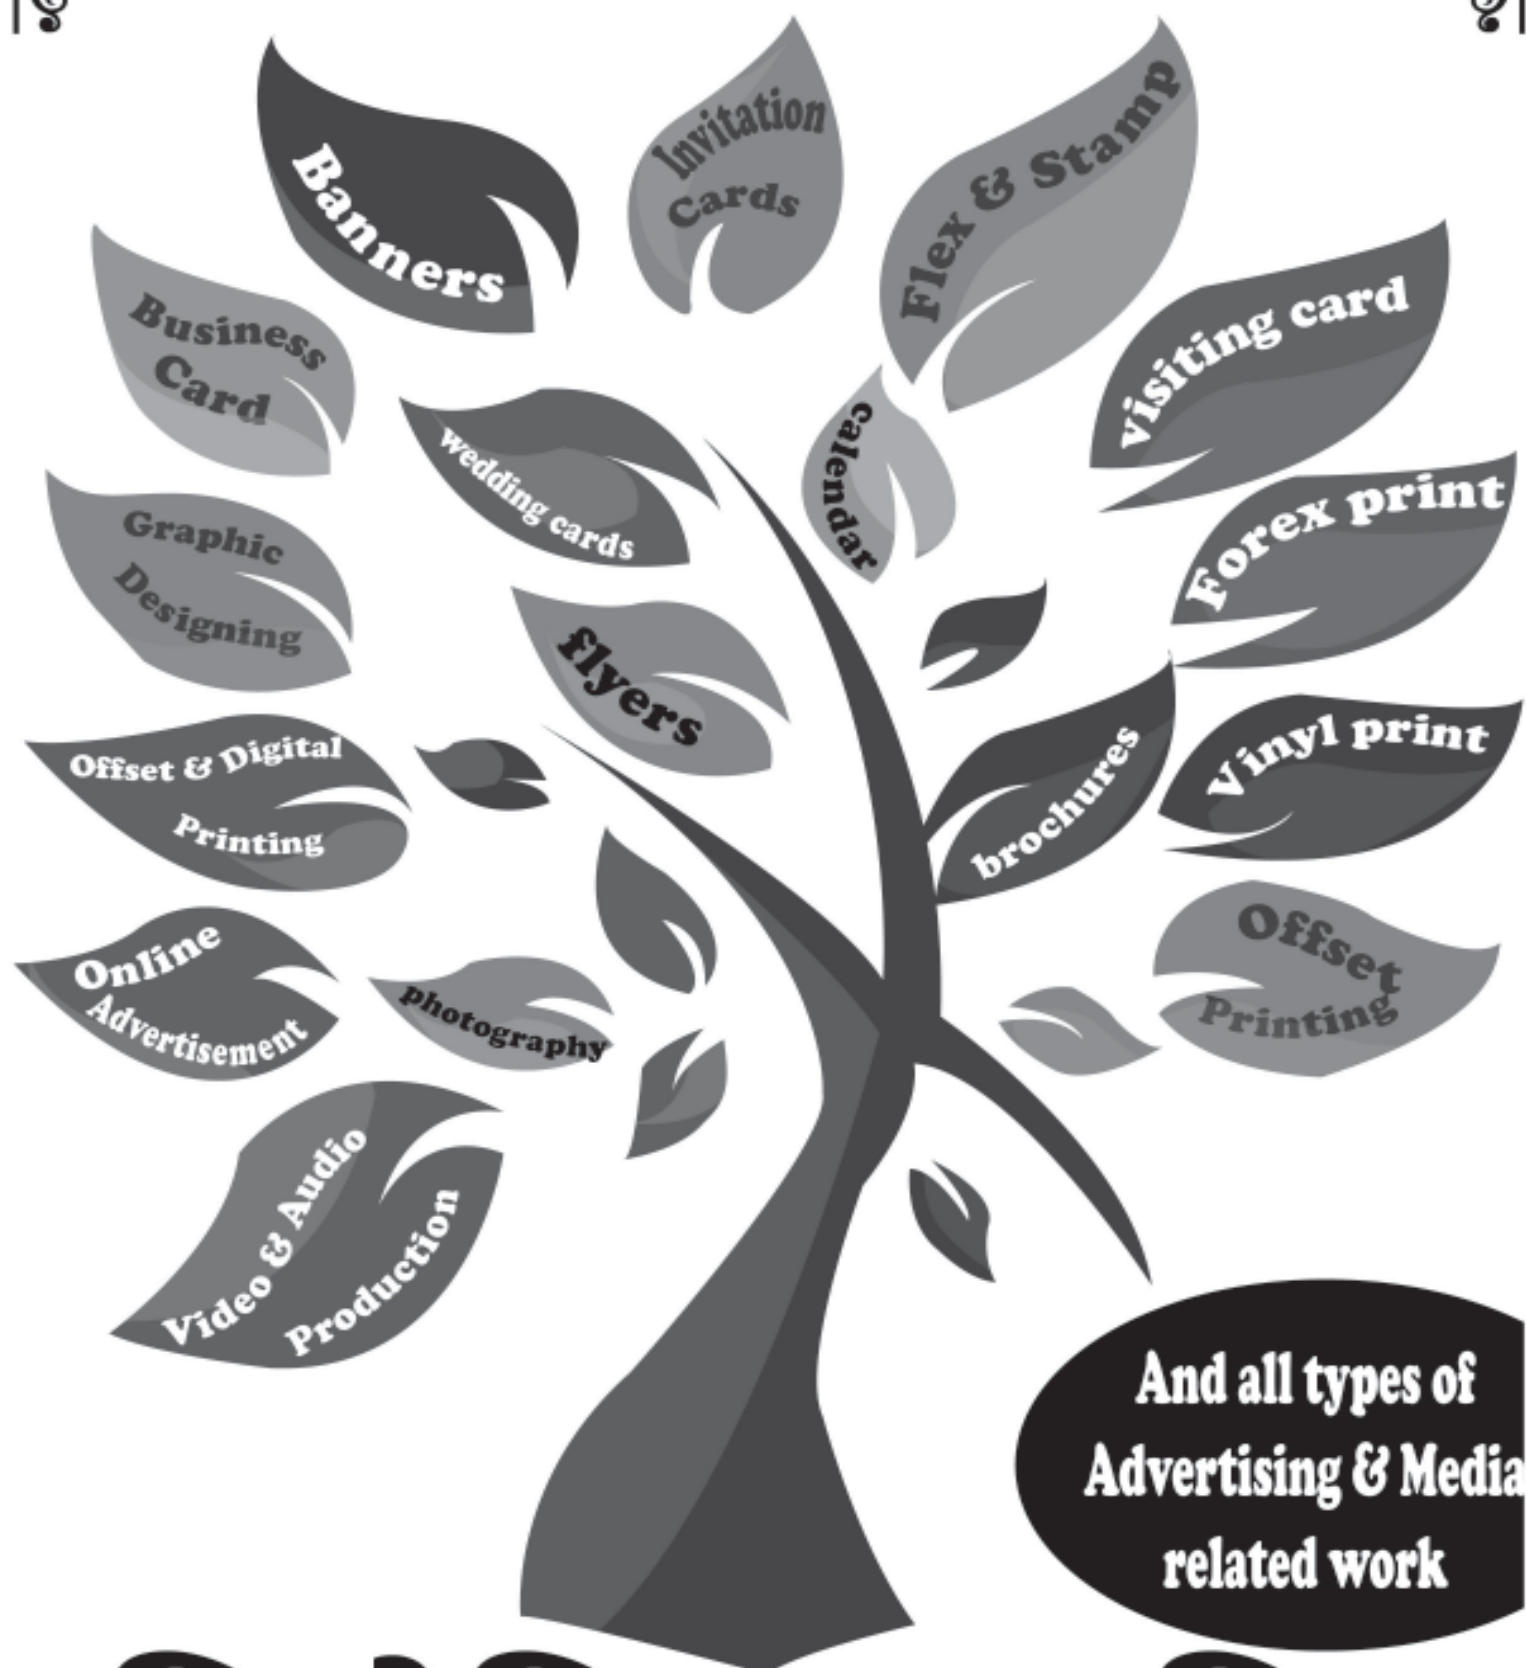 Banners
Invitation
Cards
Flex & Stamp
Business
Card
visiting card
wedding cards
calendar
Forex print
Graphic
Designing
flyers
Offset & Digital
Printing
brochures
Vinyl print
Online
Advertisement
photography
Offset
Printing
Video & Audio
Production
And all types of
Advertising & Media
related work